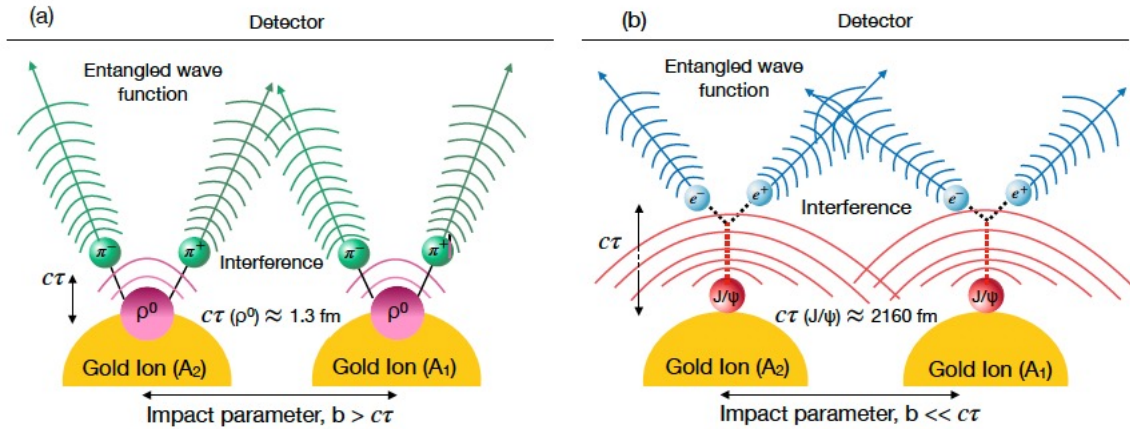 (a)
Detector
Entangled wave
function
π⁻
π⁺
π⁻
π⁺
Interference
cτ
ρ⁰
ρ⁰
cτ (ρ⁰) ≈ 1.3 fm
Gold Ion (A₂)
Gold Ion (A₁)
Impact parameter, b > cτ
(b)
Detector
Entangled wave
function
e⁻
e⁺
e⁻
e⁺
Interference
cτ
J/ψ
J/ψ
cτ (J/ψ) ≈ 2160 fm
Gold Ion (A₂)
Gold Ion (A₁)
Impact parameter, b << cτ